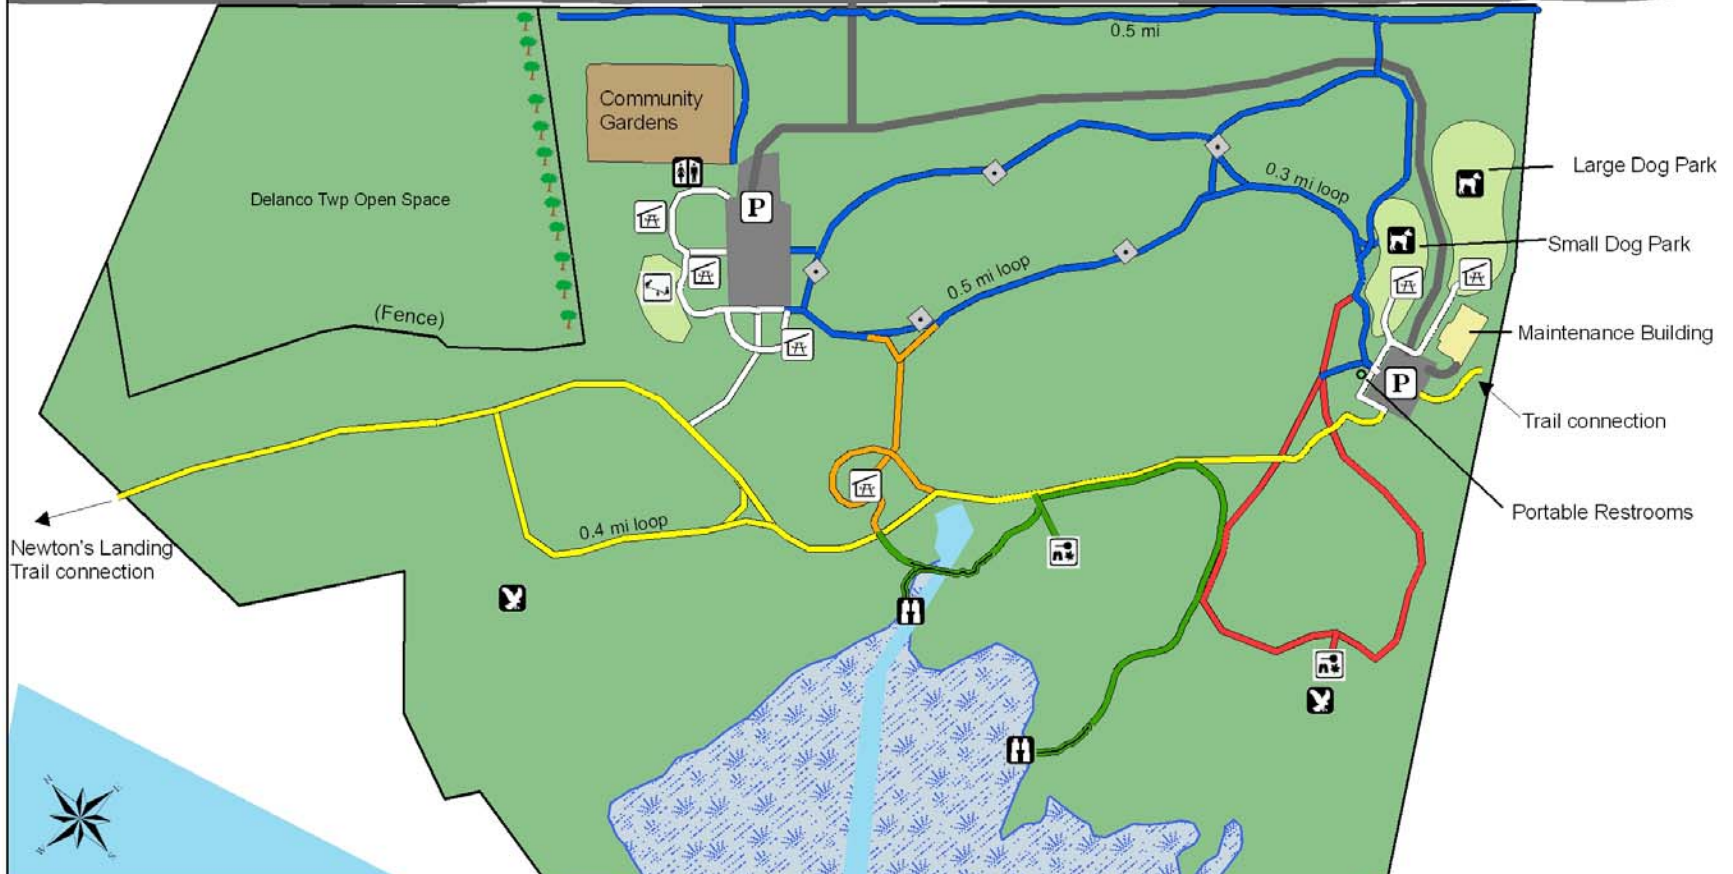 0.5 mi
Community
Gardens
Large Dog Park
0.3 mi loop
Delanco Twp Open Space
P
Small Dog Park
0.5 mi loop
(Fence)
Maintenance Building
P
Trail connection
Portable Restrooms
0.4 mi loop
Newton's Landing
Trail connection
N
E
W
S